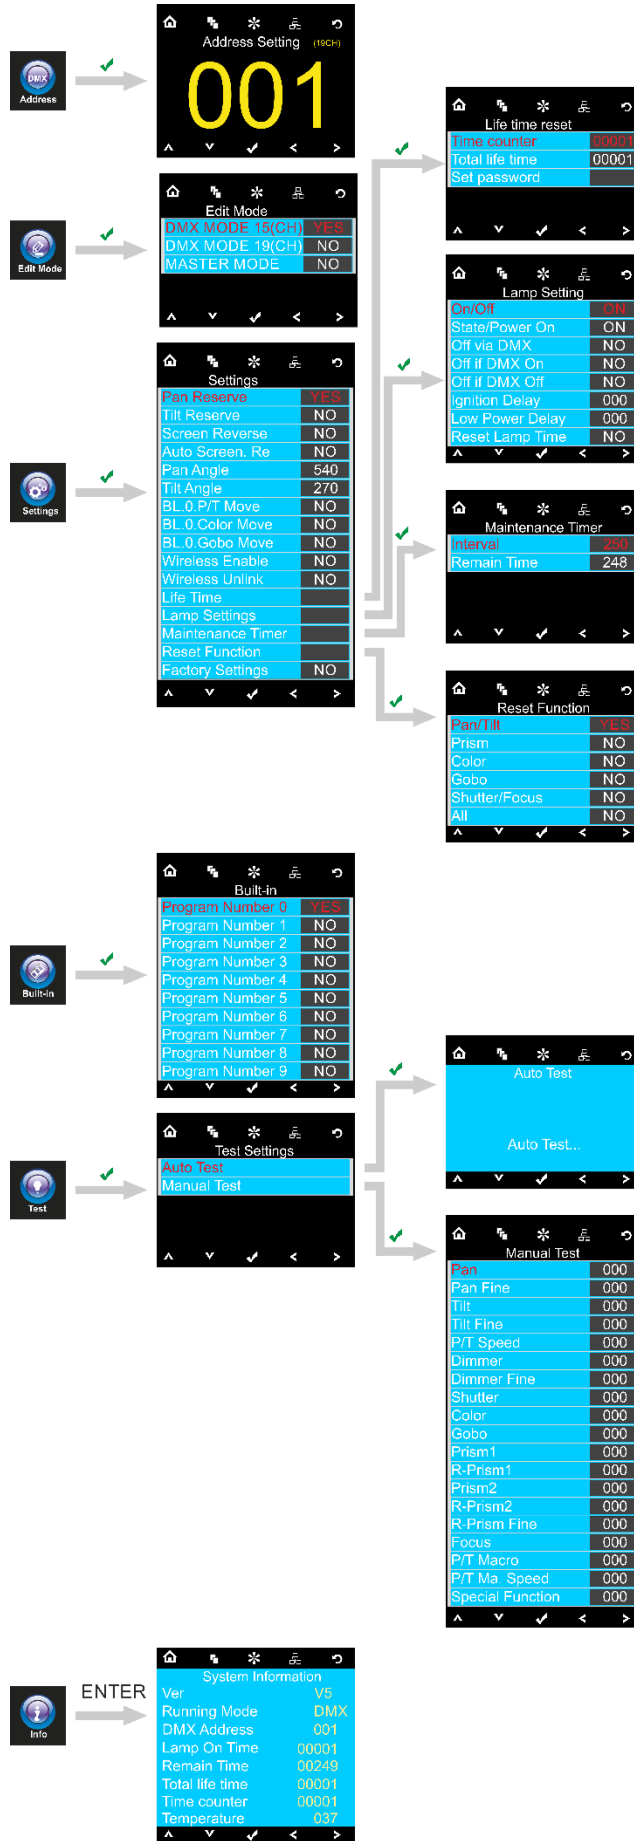 DMX
Address
Address Setting (19CH)
001
Edit Mode
Edit Mode
DMX MODE 15(CH) YES
DMX MODE 19(CH) NO
MASTER MODE NO
Settings
Settings
Pan Reserve YES
Tilt Reserve NO
Screen Reverse NO
Auto Screen. Re NO
Pan Angle 540
Tilt Angle 270
BL.0.P/T Move NO
BL.0.Color Move NO
BL.0.Gobo Move NO
Wireless Enable NO
Wireless Unlink NO
Life Time
Lamp Settings
Maintenance Timer
Reset Function
Factory Settings NO
Life time reset
Time counter 00001
Total life time 00001
Set password
Lamp Setting
On/Off ON
State/Power On ON
Off via DMX NO
Off if DMX On NO
Off if DMX Off NO
Ignition Delay 000
Low Power Delay 000
Reset Lamp Time NO
Maintenance Timer
Interval 250
Remain Time 248
Reset Function
Pan/Tilt YES
Prism NO
Color NO
Gobo NO
Shutter/Focus NO
All NO
Built-in
Built-in
Program Number 0 YES
Program Number 1 NO
Program Number 2 NO
Program Number 3 NO
Program Number 4 NO
Program Number 5 NO
Program Number 6 NO
Program Number 7 NO
Program Number 8 NO
Program Number 9 NO
Test
Test Settings
Auto Test
Manual Test
Auto Test
Auto Test...
Manual Test
Pan 000
Pan Fine 000
Tilt 000
Tilt Fine 000
P/T Speed 000
Dimmer 000
Dimmer Fine 000
Shutter 000
Color 000
Gobo 000
Prism1 000
R-Prism1 000
Prism2 000
R-Prism2 000
R-Prism Fine 000
Focus 000
P/T Macro 000
P/T Ma. Speed 000
Special Function 000
Info
ENTER
System Information
Ver V5
Running Mode DMX
DMX Address 001
Lamp On Time 00001
Remain Time 00249
Total life time 00001
Time counter 00001
Temperature 037